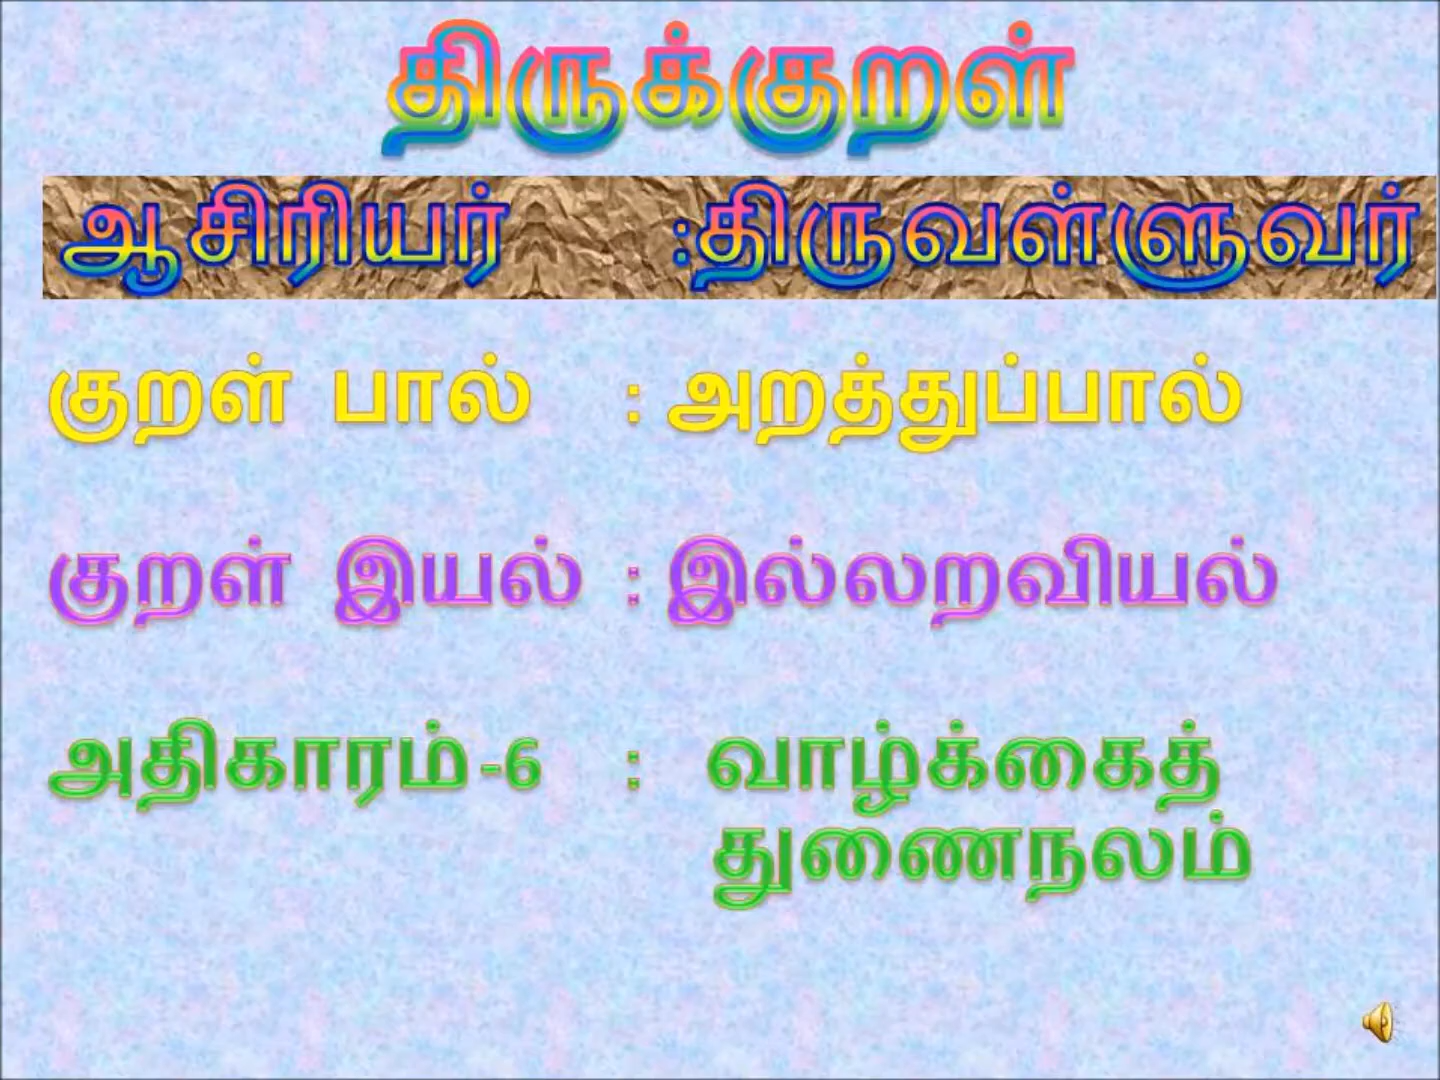 திருக்குறள்
ஆசிரியர் :திருவள்ளுவர்
குறள் பால் : அறத்துப்பால்
குறள் இயல் : இல்லறவியல்
அதிகாரம்-6 : வாழ்க்கைத்
துணைநலம்